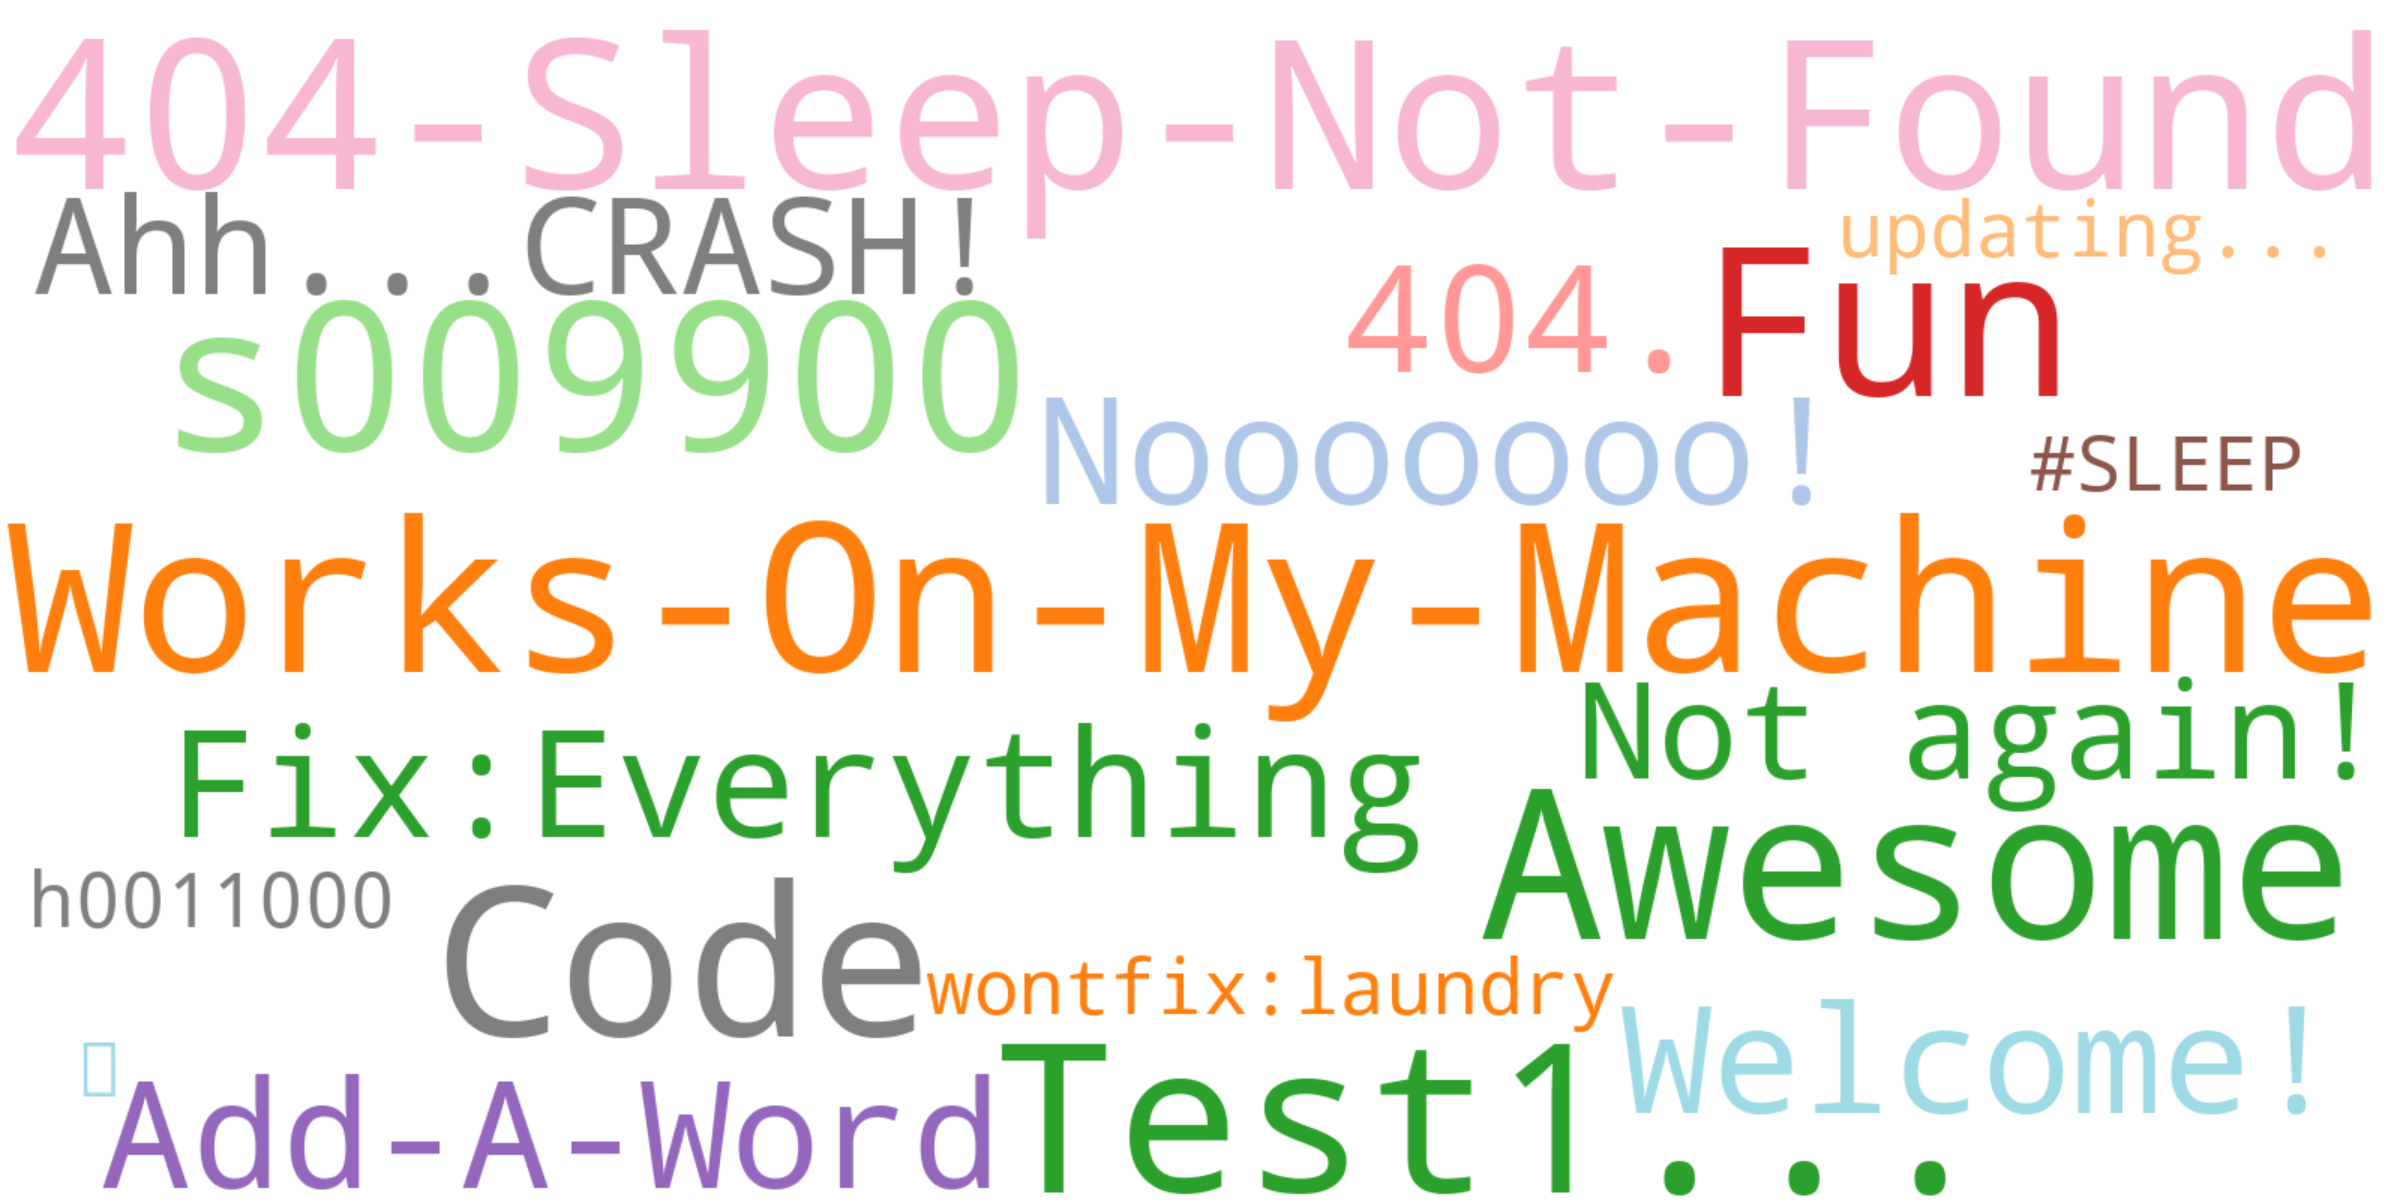 404-Sleep-Not-Found
Ahh...CRASH!
updating...
404.
Fun
s009900
Nooooooo!
#SLEEP
Works-On-My-Machine
Not again!
Fix:Everything
Awesome
h0011000
Code
wontfix:laundry
Welcome!
Add-A-Word
Test1...